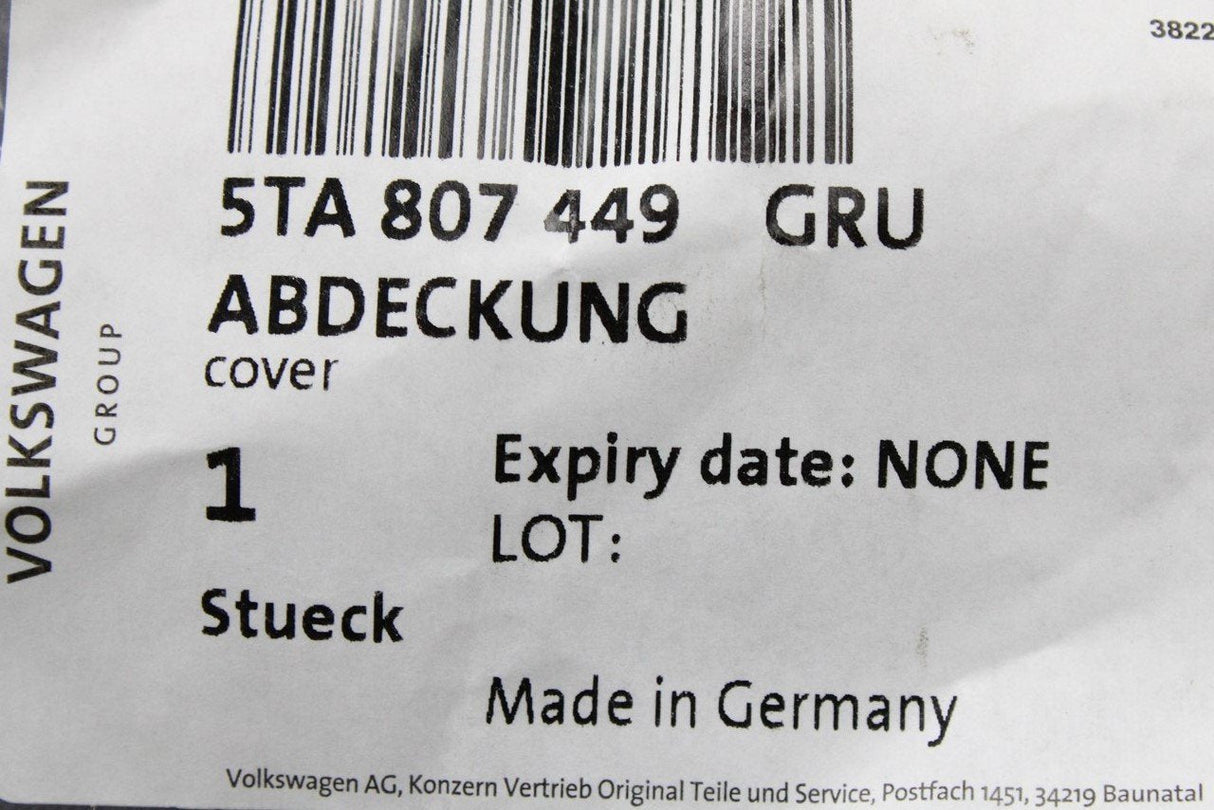 3822
5TA 807 449 GRU
ABDECKUNG
cover
1
Expiry date: NONE
LOT:
Stueck
Made in Germany
Volkswagen AG, Konzern Vertrieb Original Teile und Service, Postfach 1451, 34219 Baunatal
VOLKSWAGEN
GROUP